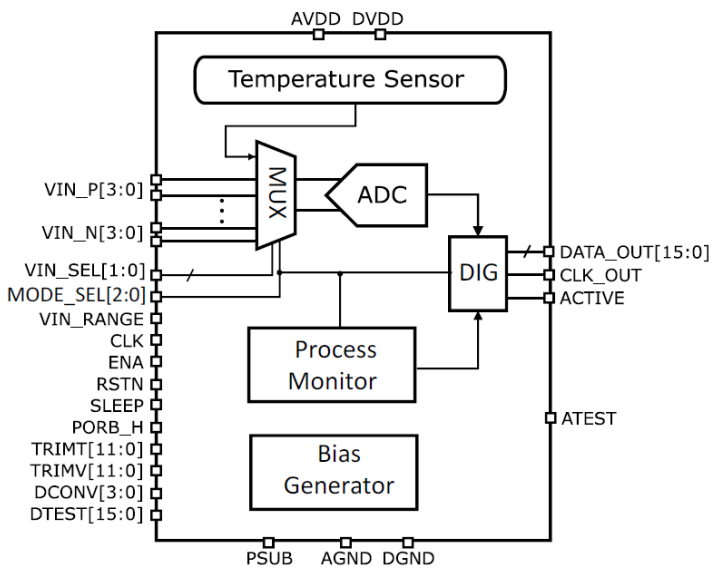 AVDD DVDD
Temperature Sensor
MUX
ADC
VIN_P[3:0]
VIN_N[3:0]
VIN_SEL[1:0]
MODE_SEL[2:0]
VIN_RANGE
CLK
ENA
RSTN
SLEEP
PORB_H
TRIMT[11:0]
TRIMV[11:0]
DCONV[3:0]
DTEST[15:0]
DIG
DATA_OUT[15:0]
CLK_OUT
ACTIVE
Process
Monitor
ATEST
Bias
Generator
PSUB AGND DGND